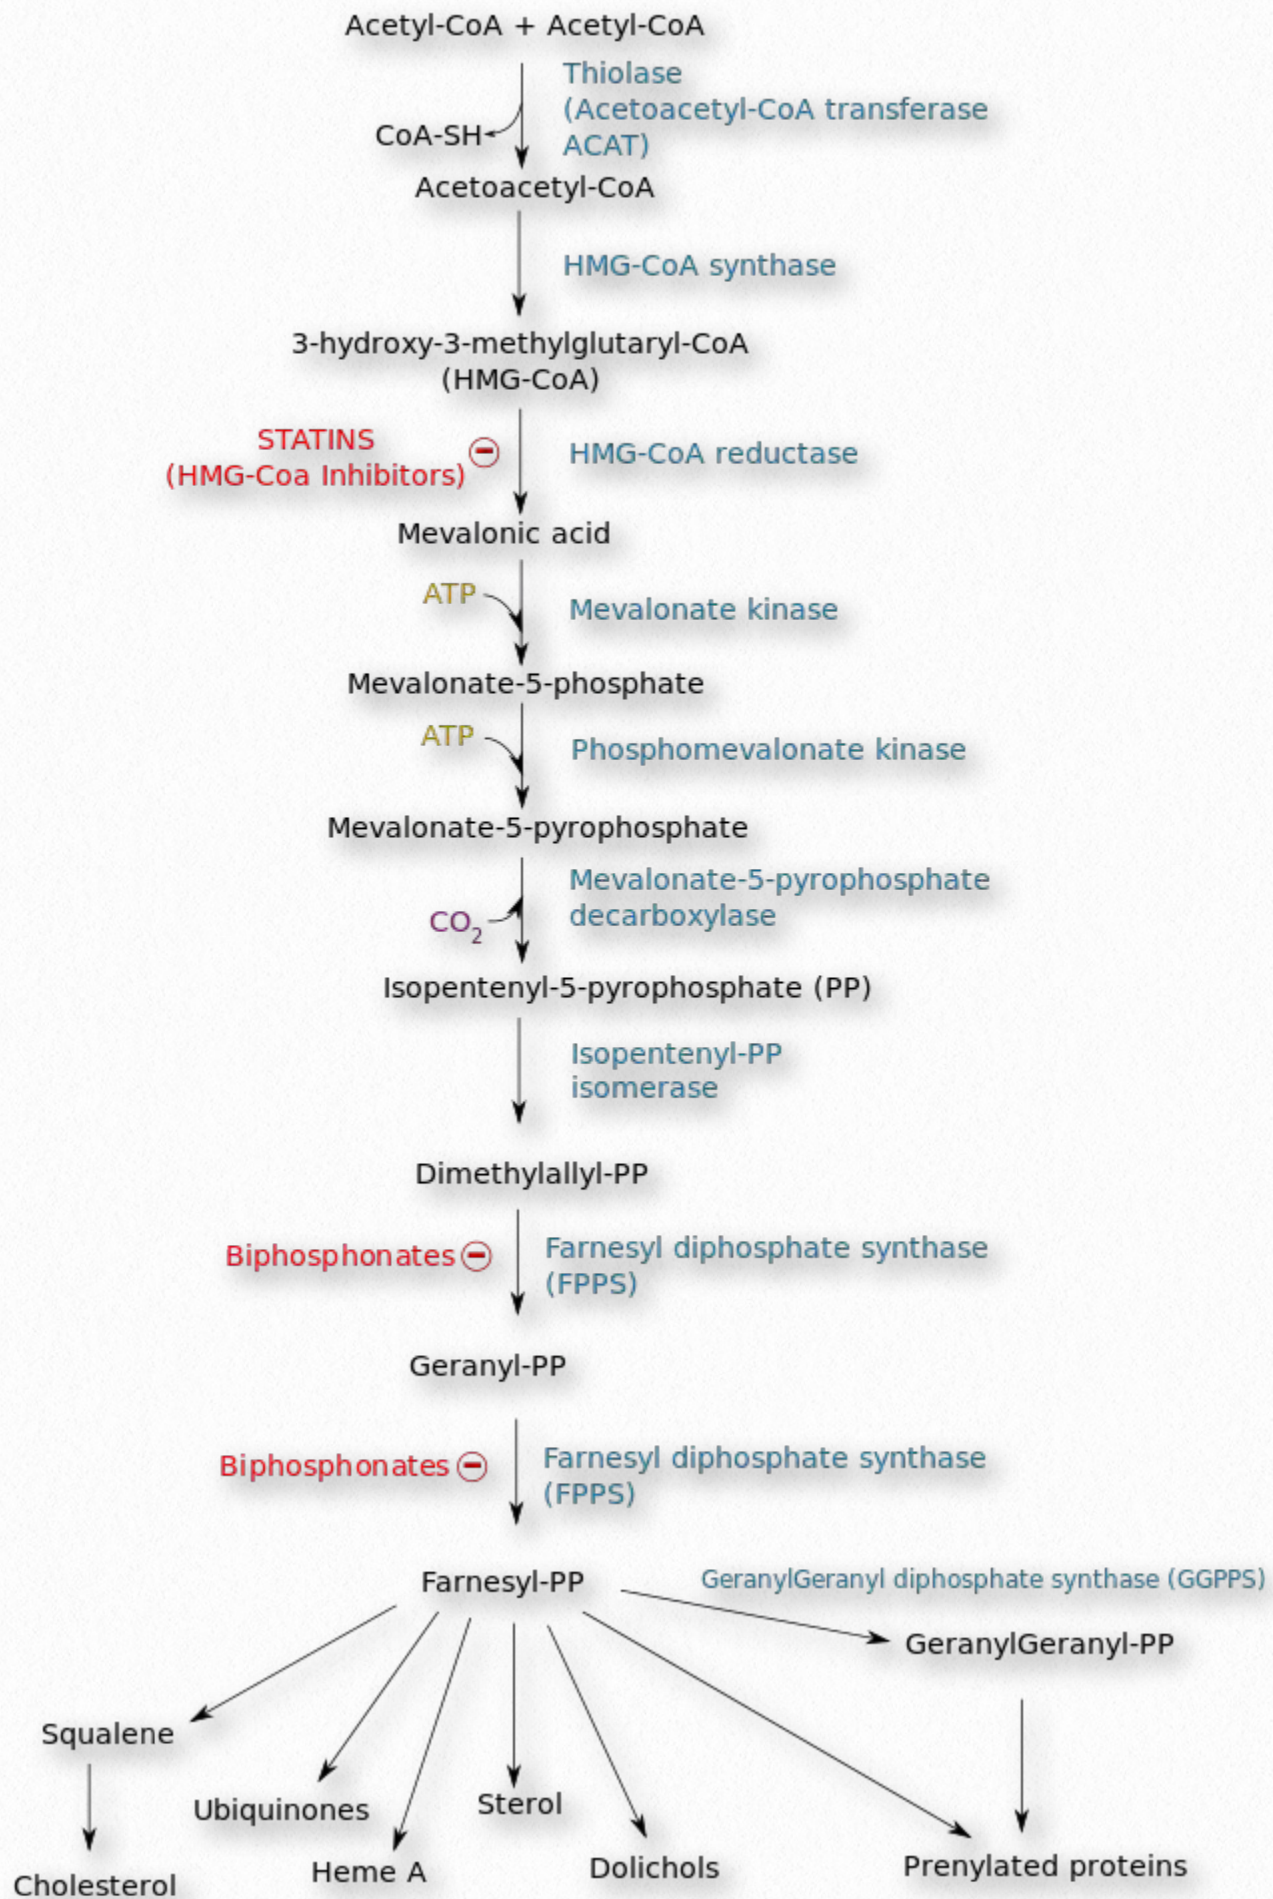 Acetyl-CoA + Acetyl-CoA
Thiolase
(Acetoacetyl-CoA transferase
ACAT)
CoA-SH
Acetoacetyl-CoA
HMG-CoA synthase
3-hydroxy-3-methylglutaryl-CoA
(HMG-CoA)
STATINS
(HMG-Coa Inhibitors)
HMG-CoA reductase
Mevalonic acid
ATP
Mevalonate kinase
Mevalonate-5-phosphate
ATP
Phosphomevalonate kinase
Mevalonate-5-pyrophosphate
Mevalonate-5-pyrophosphate
decarboxylase
CO2
Isopentenyl-5-pyrophosphate (PP)
Isopentenyl-PP
isomerase
Dimethylallyl-PP
Biphosphonates
Farnesyl diphosphate synthase
(FPPS)
Geranyl-PP
Biphosphonates
Farnesyl diphosphate synthase
(FPPS)
Farnesyl-PP
GeranylGeranyl diphosphate synthase (GGPPS)
GeranylGeranyl-PP
Squalene
Ubiquinones
Sterol
Heme A
Dolichols
Prenylated proteins
Cholesterol